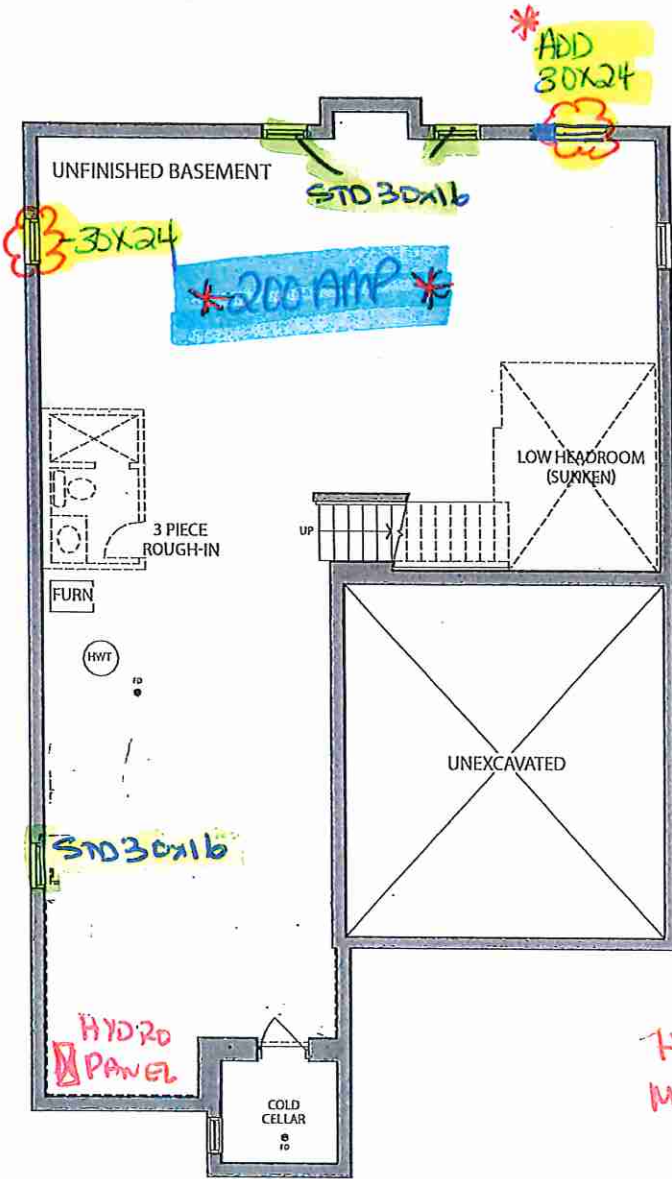 * ADD
30X24
UNFINISHED BASEMENT
STD 30x16
-30X24
* 200 AMP *
LOW HEADROOM
(SUNKEN)
3 PIECE
ROUGH-IN
UP
FURN
HWT
FD
UNEXCAVATED
STD 30x16
HYDRO
PANEL
COLD
CELLAR
FD